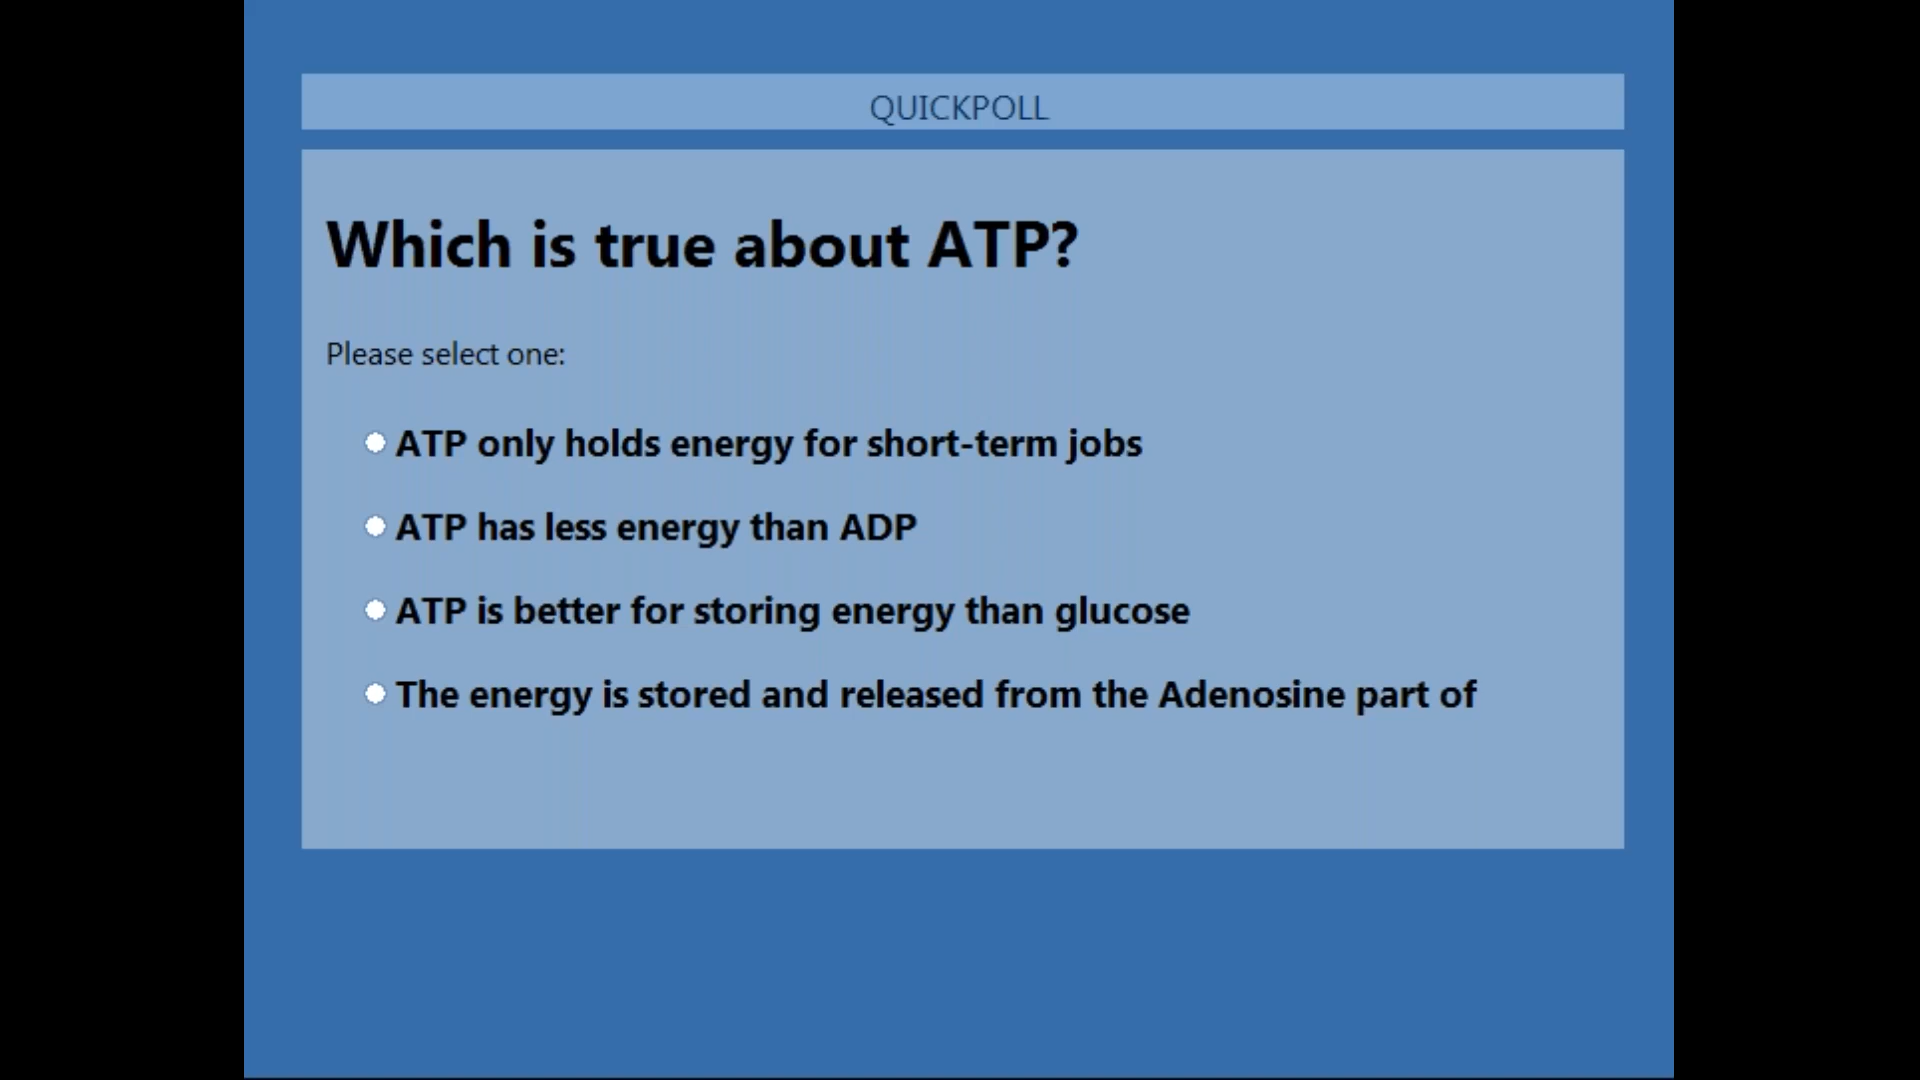 QUICKPOLL
Which is true about ATP?
Please select one:
ATP only holds energy for short-term jobs
ATP has less energy than ADP
ATP is better for storing energy than glucose
The energy is stored and released from the Adenosine part of